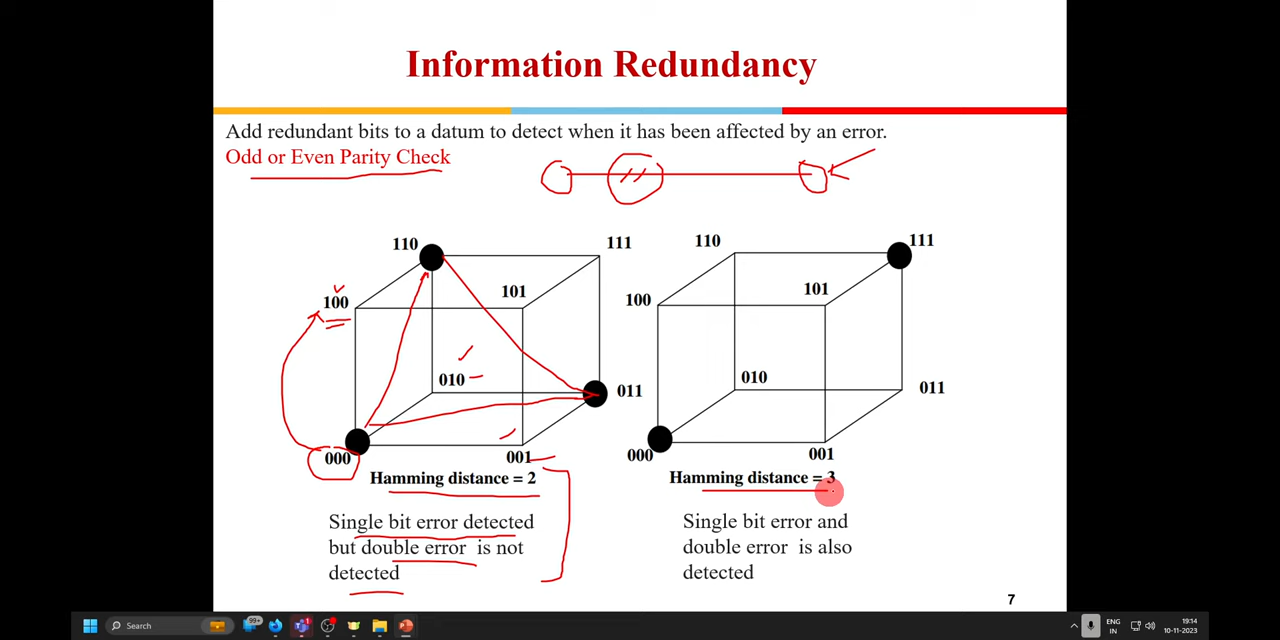 Information Redundancy
Add redundant bits to a datum to detect when it has been affected by an error.
Odd or Even Parity Check
110
111
100
101
010
011
000
001
Hamming distance = 2
Single bit error detected
but double error is not
detected
110
111
100
101
010
011
000
001
Hamming distance = 3
Single bit error and
double error is also
detected
7
Search
99+
ENG
IN
19:14
10-11-2023